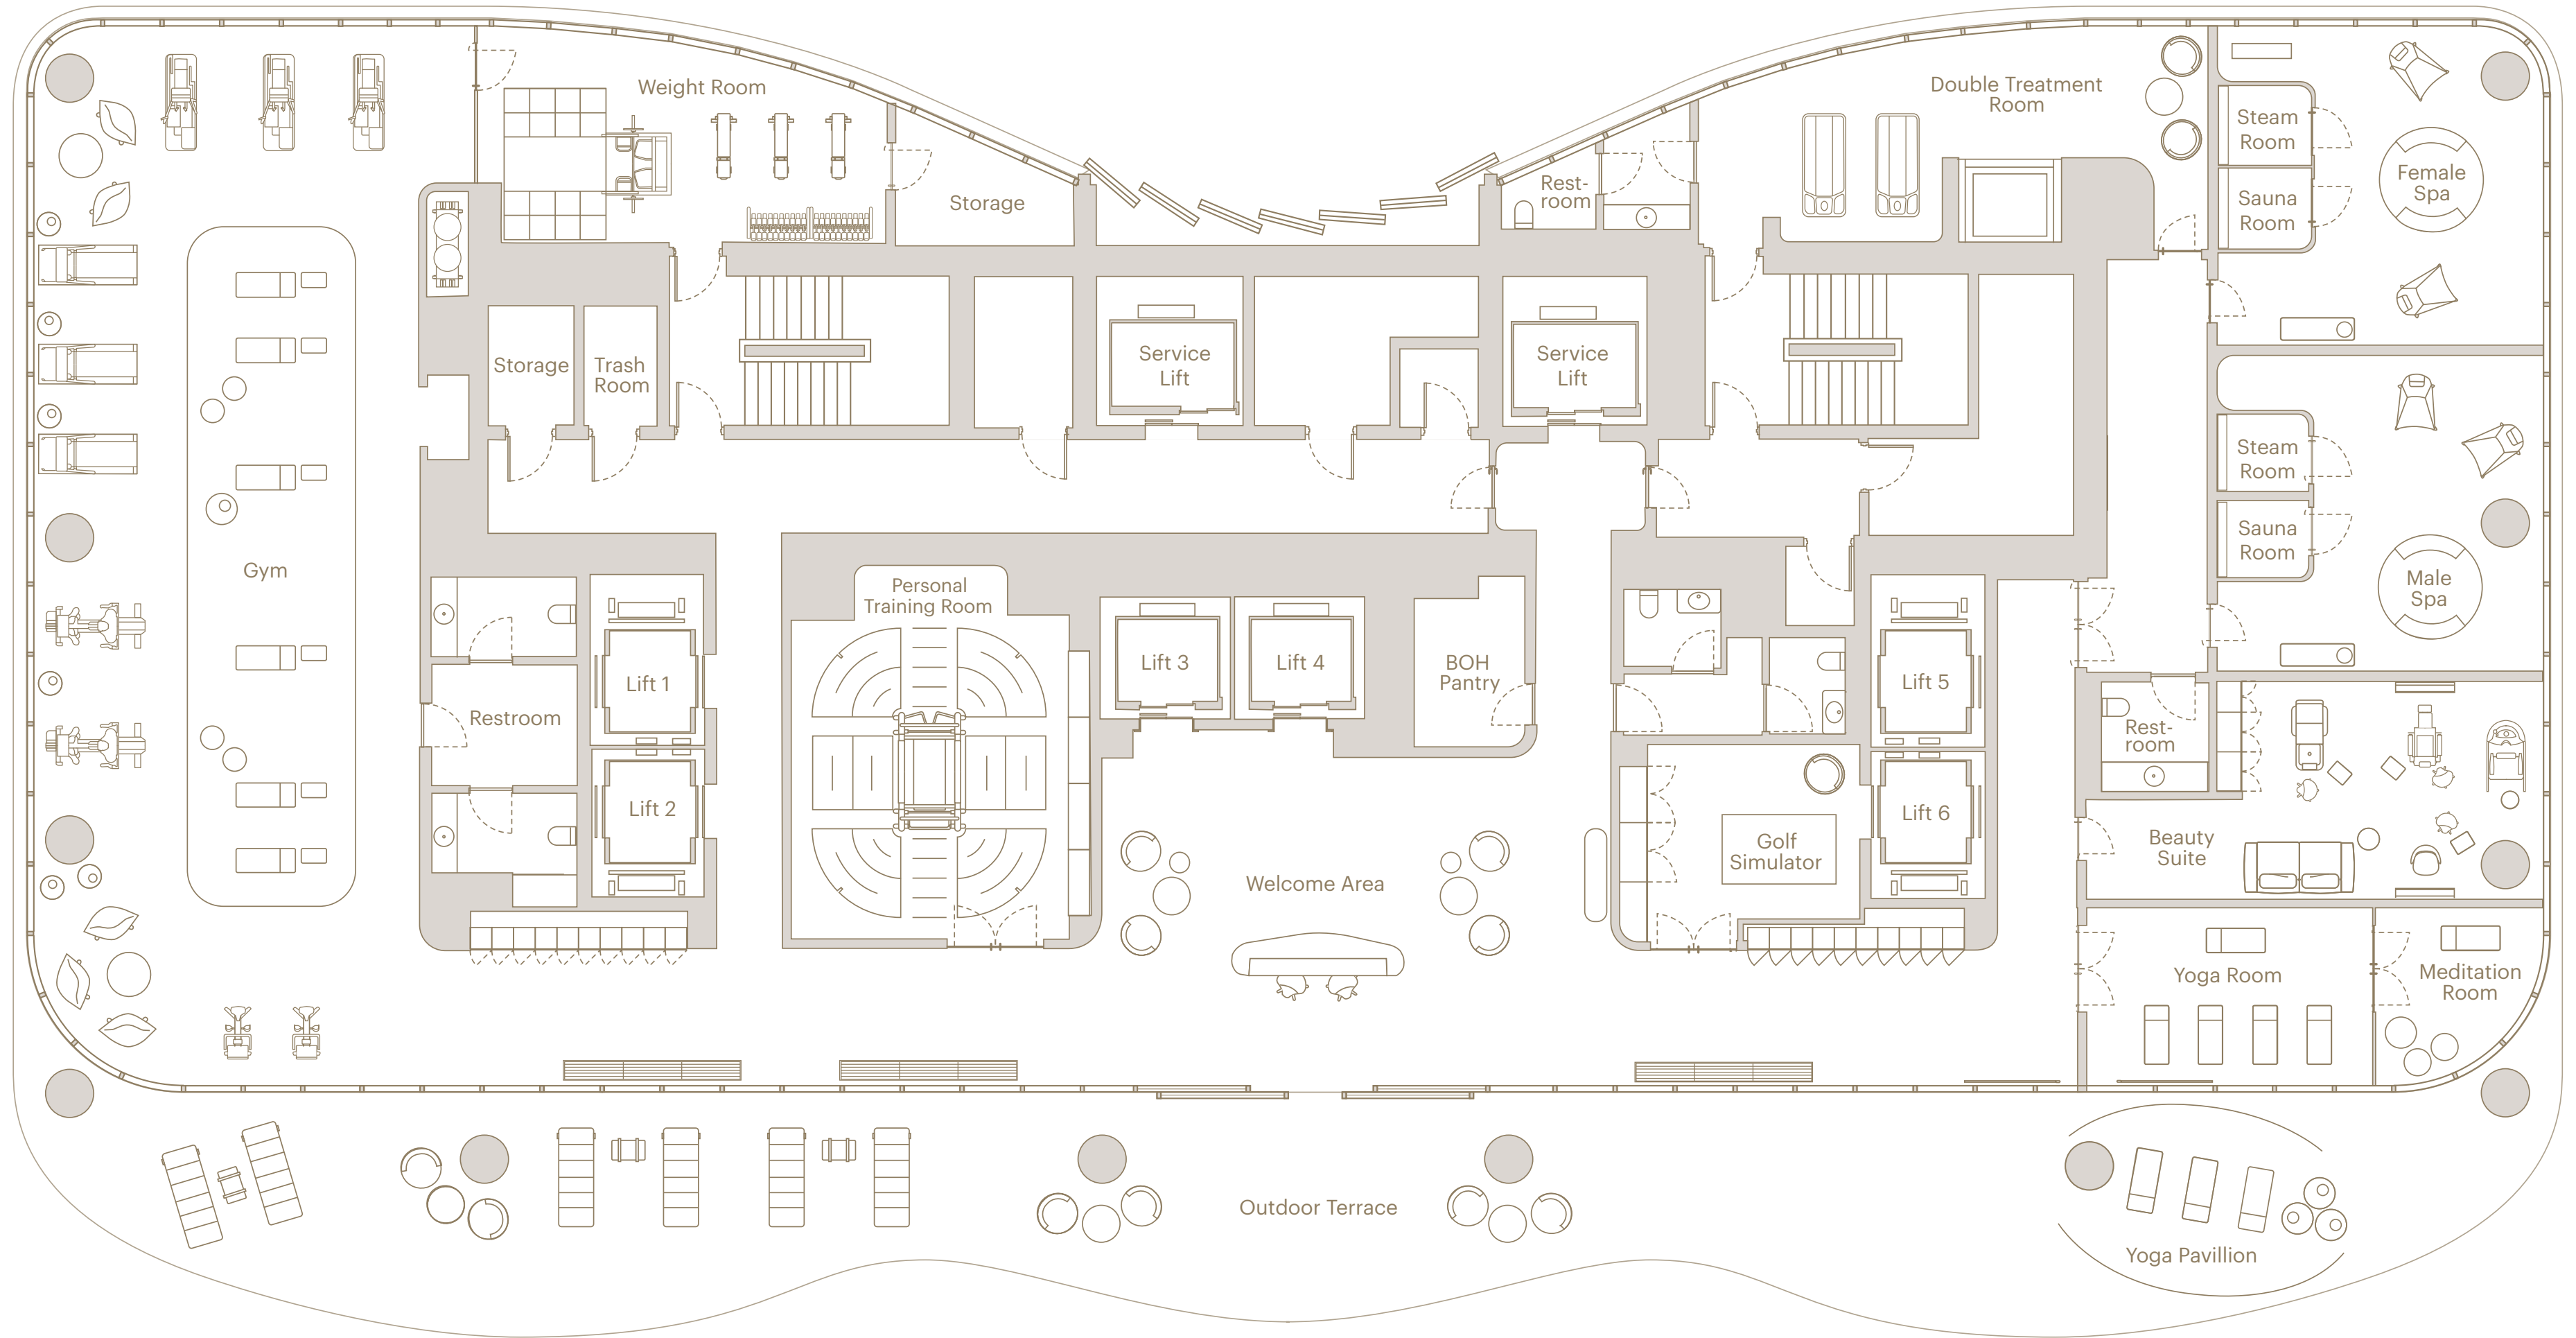 Weight Room
Storage
Rest-
room
Double Treatment
Room
Steam
Room
Sauna
Room
Female
Spa
Storage
Trash
Room
Service
Lift
Service
Lift
Steam
Room
Sauna
Room
Male
Spa
Gym
Personal
Training Room
Restroom
Lift 1
Lift 2
Lift 3
Lift 4
BOH
Pantry
Lift 5
Lift 6
Golf
Simulator
Welcome Area
Rest-
room
Beauty
Suite
Yoga Room
Meditation
Room
Outdoor Terrace
Yoga Pavillion